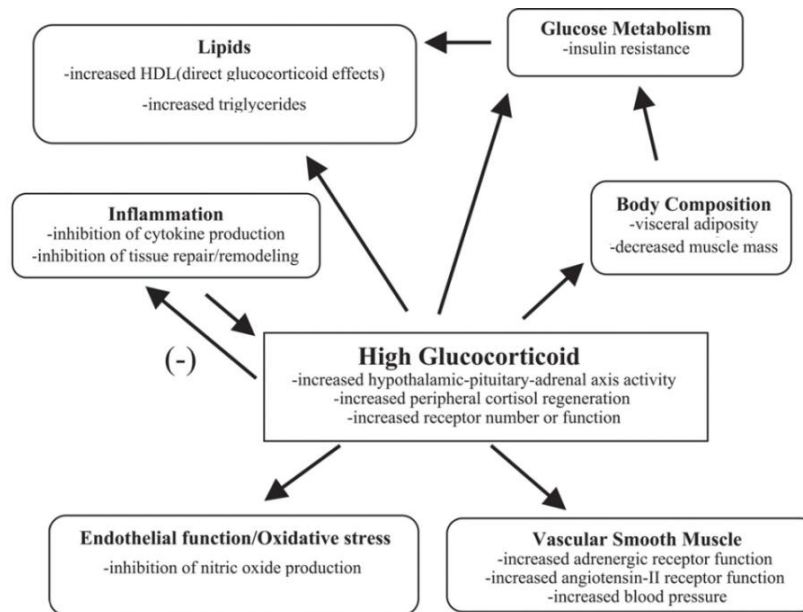 Lipids
-increased HDL(direct glucocorticoid effects)
-increased triglycerides
Glucose Metabolism
-insulin resistance
Inflammation
-inhibition of cytokine production
-inhibition of tissue repair/remodeling
Body Composition
-visceral adiposity
-decreased muscle mass
(-)
High Glucocorticoid
-increased hypothalamic-pituitary-adrenal axis activity
-increased peripheral cortisol regeneration
-increased receptor number or function
Endothelial function/Oxidative stress
-inhibition of nitric oxide production
Vascular Smooth Muscle
-increased adrenergic receptor function
-increased angiotensin-II receptor function
-increased blood pressure